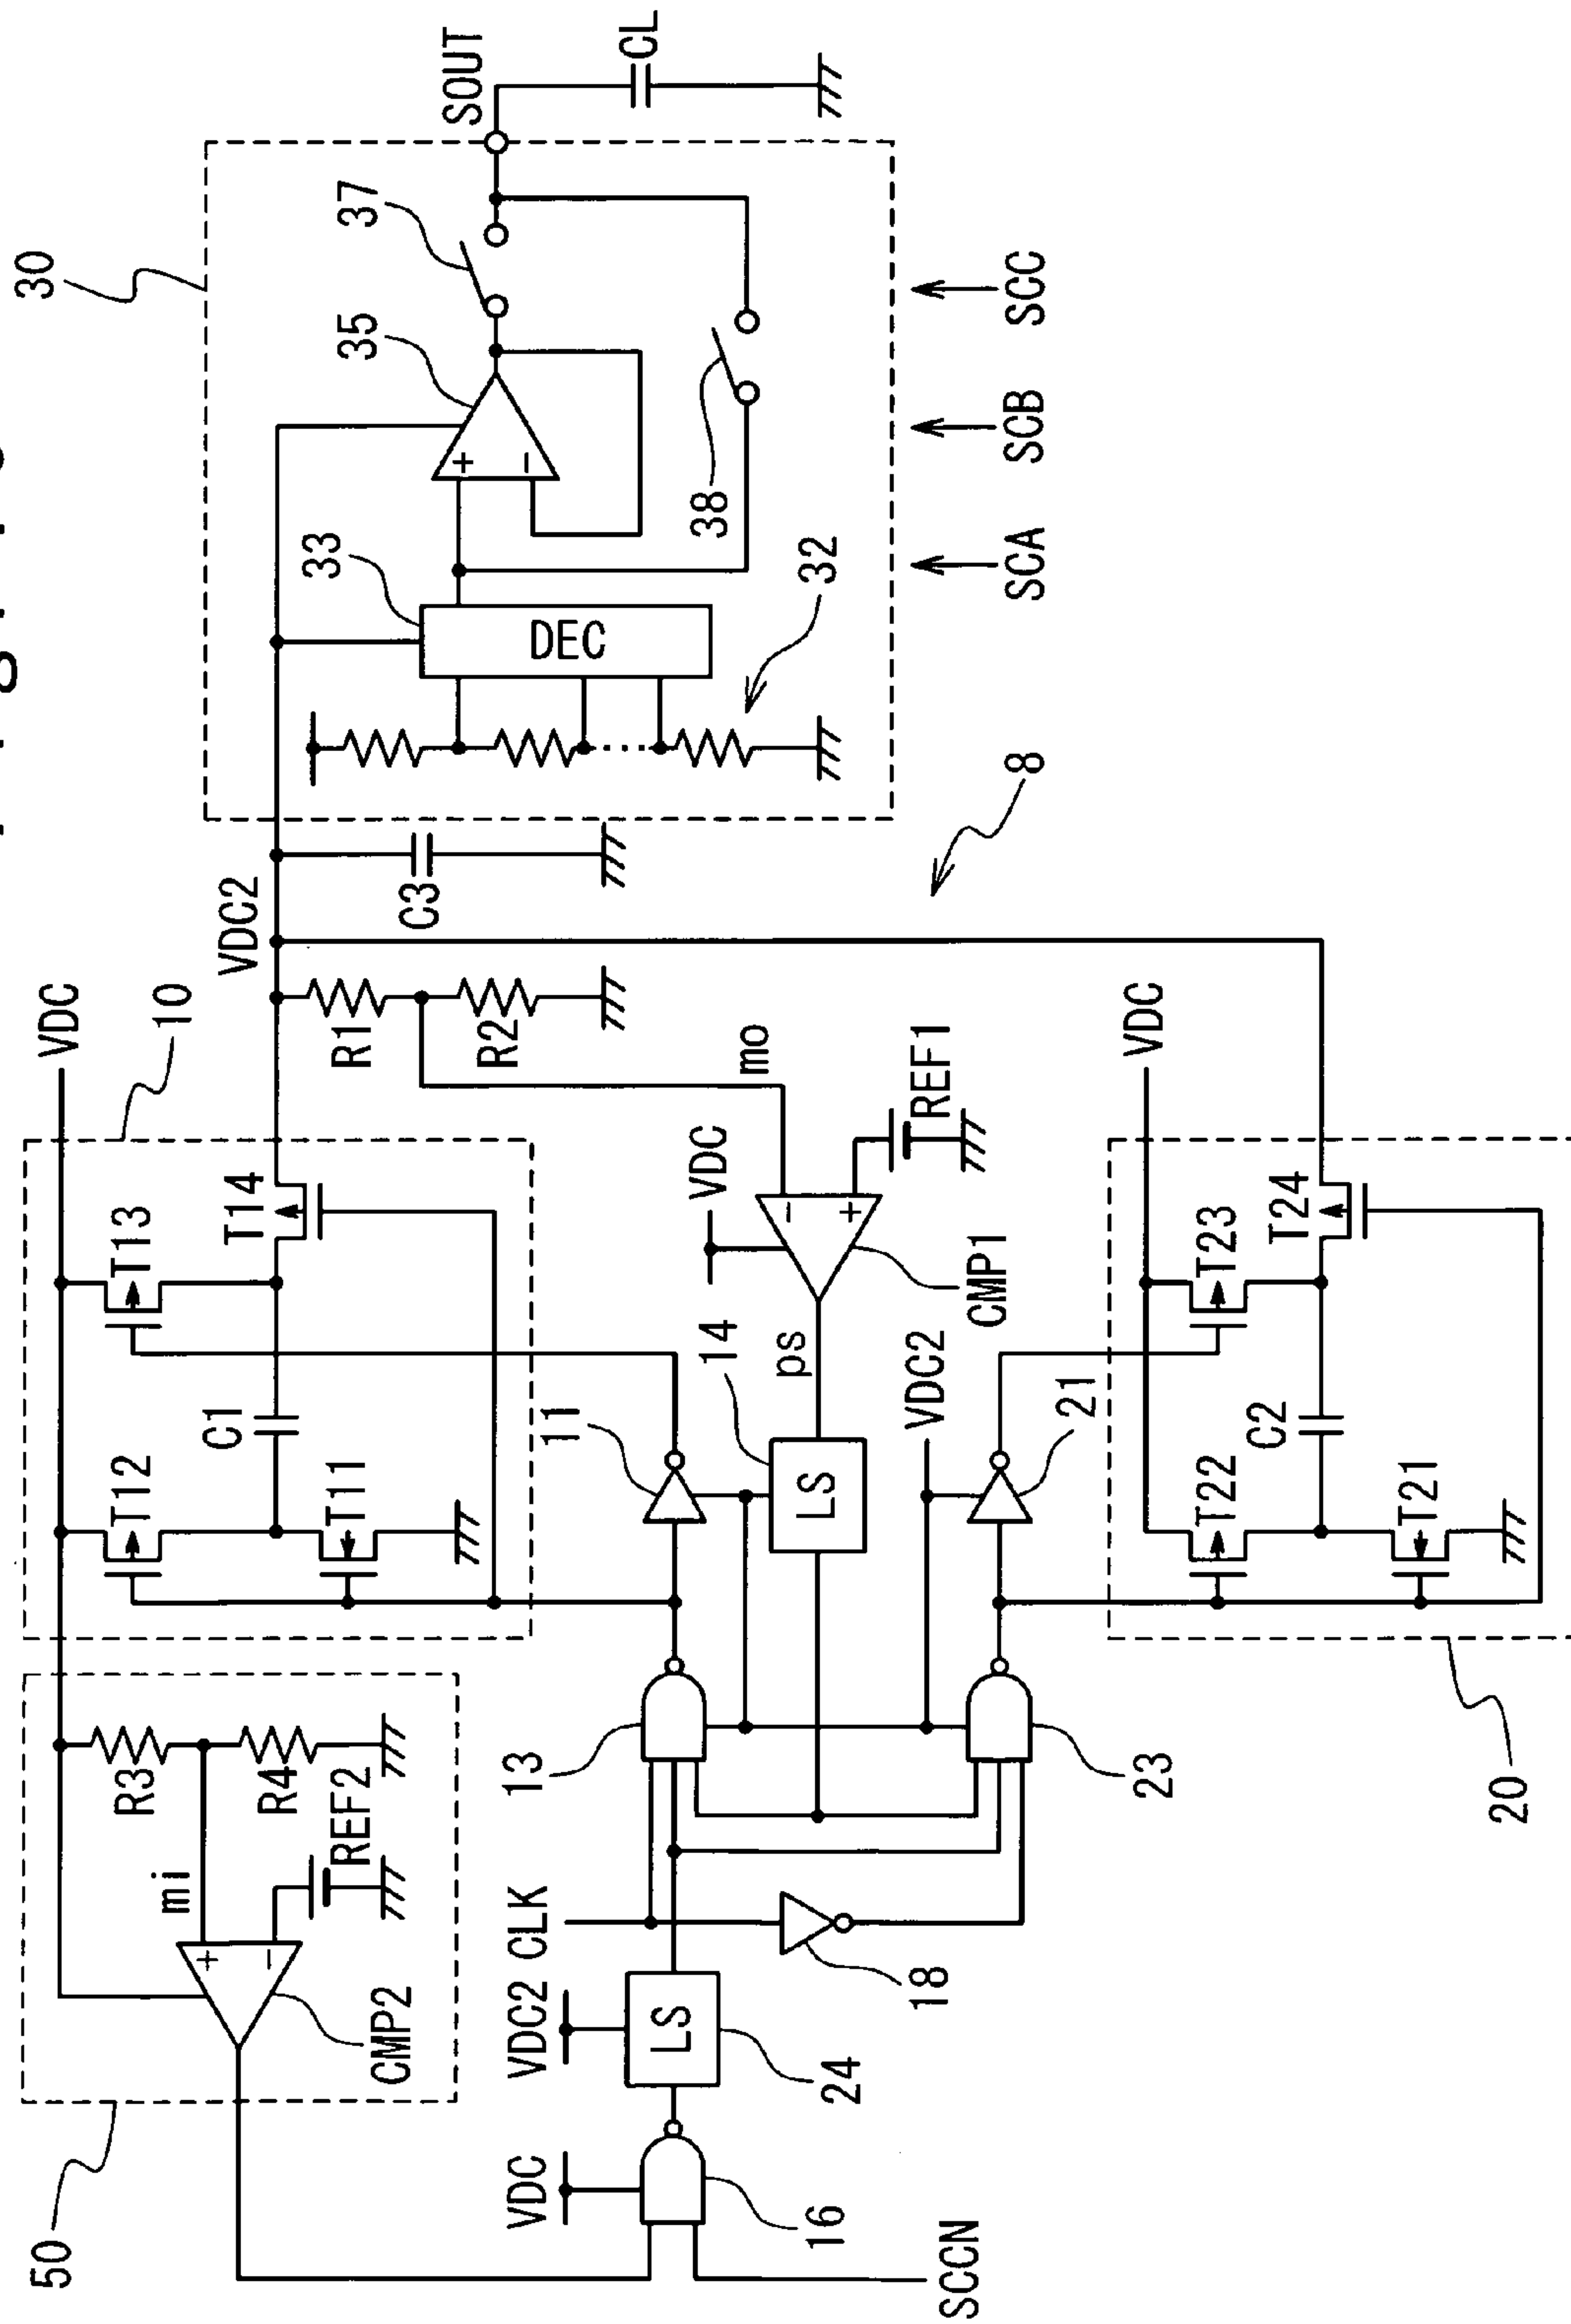 30
SOUT
CL
37
35
33
38
DEC
32
SCA
SCB
SCC
8
VDC2
C3
VDC
10
R1
R2
mo
VDC
T13
T14
C1
T12
T11
VDC
REF1
CMP1
14
ps
LS
11
VDC2
21
T23
T24
C2
T22
T21
20
50
R3
R4
mi
REF2
CMP2
13
23
CLK
18
VDC2
LS
24
VDC
16
SCCN